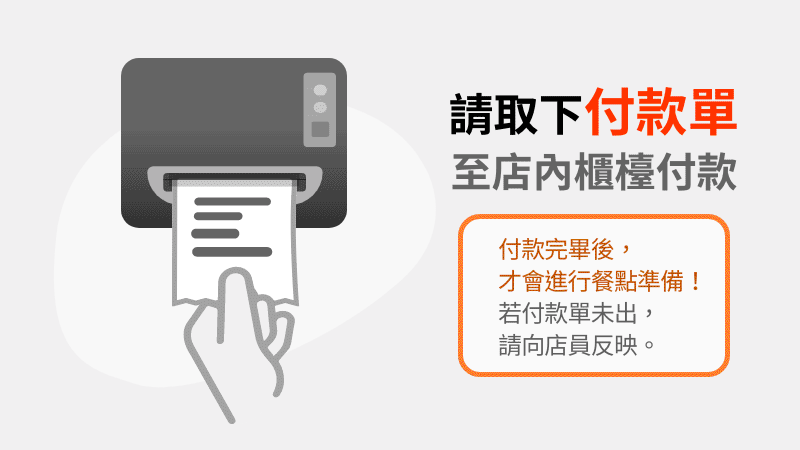 請取下付款單
至店內櫃檯付款
付款完畢後，
才會進行餐點準備！
若付款單未出，
請向店員反映。